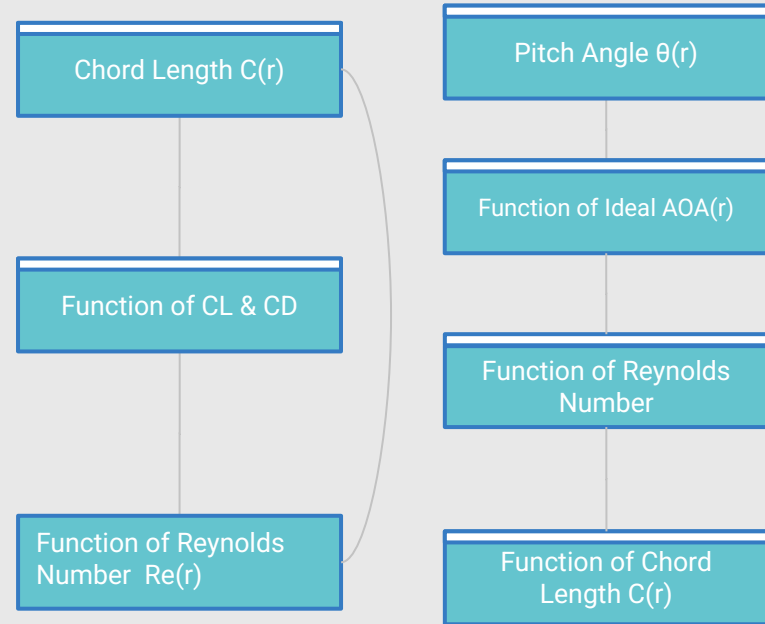 Chord Length C(r)
Function of CL & CD
Function of Reynolds
Number Re(r)
Pitch Angle θ(r)
Function of Ideal AOA(r)
Function of Reynolds
Number
Function of Chord
Length C(r)